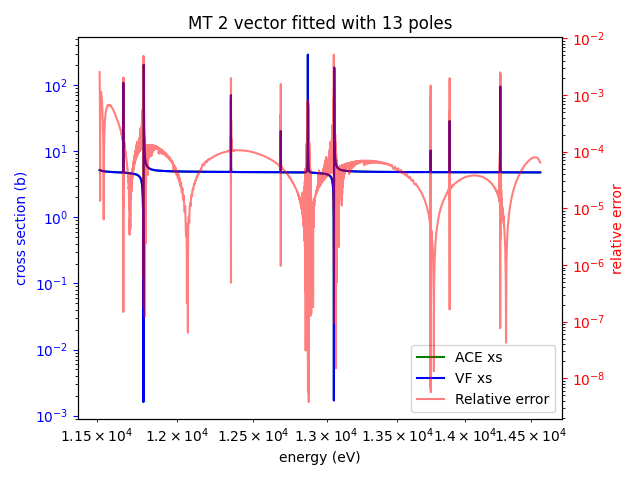 MT 2 vector fitted with 13 poles
cross section (b)
10²
10¹
10⁰
10⁻¹
10⁻²
10⁻³
10⁻²
10⁻³
10⁻⁴
10⁻⁵
10⁻⁶
10⁻⁷
10⁻⁸
relative error
ACE xs
VF xs
Relative error
1.15 × 10⁴ 1.2 × 10⁴ 1.25 × 10⁴ 1.3 × 10⁴ 1.35 × 10⁴ 1.4 × 10⁴ 1.45 × 10⁴
energy (eV)